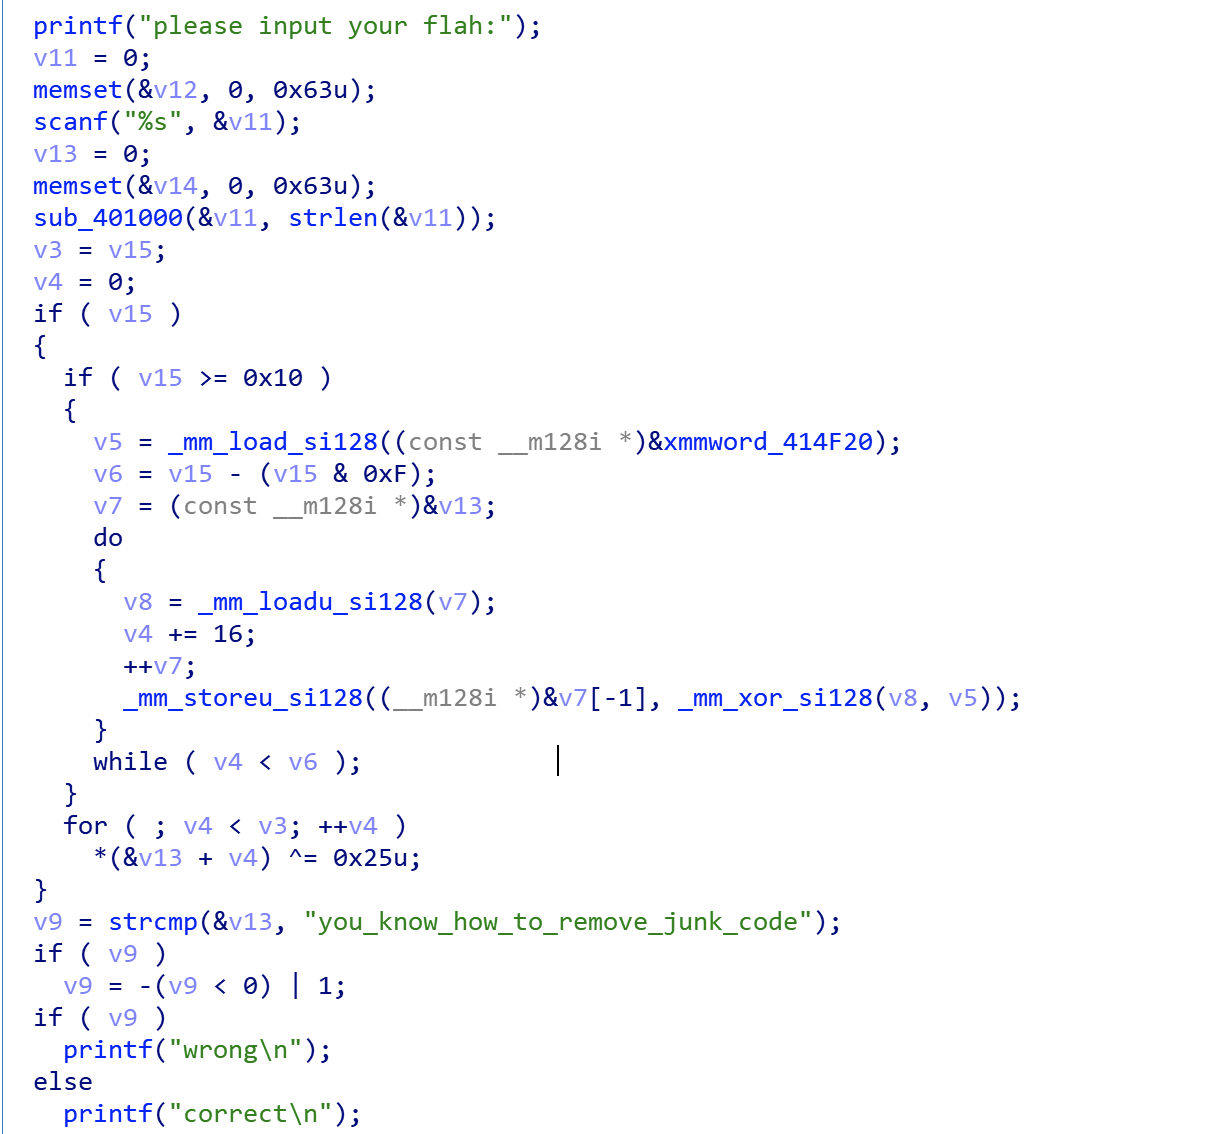 printf("please input your flah:");
v11 = 0;
memset(&v12, 0, 0x63u);
scanf("%s", &v11);
v13 = 0;
memset(&v14, 0, 0x63u);
sub_401000(&v11, strlen(&v11));
v3 = v15;
v4 = 0;
if ( v15 )
{
  if ( v15 >= 0x10 )
  {
    v5 = _mm_load_si128((const __m128i *)&xmmword_414F20);
    v6 = v15 - (v15 & 0xF);
    v7 = (const __m128i *)&v13;
    do
    {
      v8 = _mm_loadu_si128(v7);
      v4 += 16;
      ++v7;
      _mm_storeu_si128((__m128i *)&v7[-1], _mm_xor_si128(v8, v5));
    }
    while ( v4 < v6 );
  }
  for ( ; v4 < v3; ++v4 )
    *(&v13 + v4) ^= 0x25u;
}
v9 = strcmp(&v13, "you_know_how_to_remove_junk_code");
if ( v9 )
  v9 = -(v9 < 0) | 1;
if ( v9 )
  printf("wrong\n");
else
  printf("correct\n");